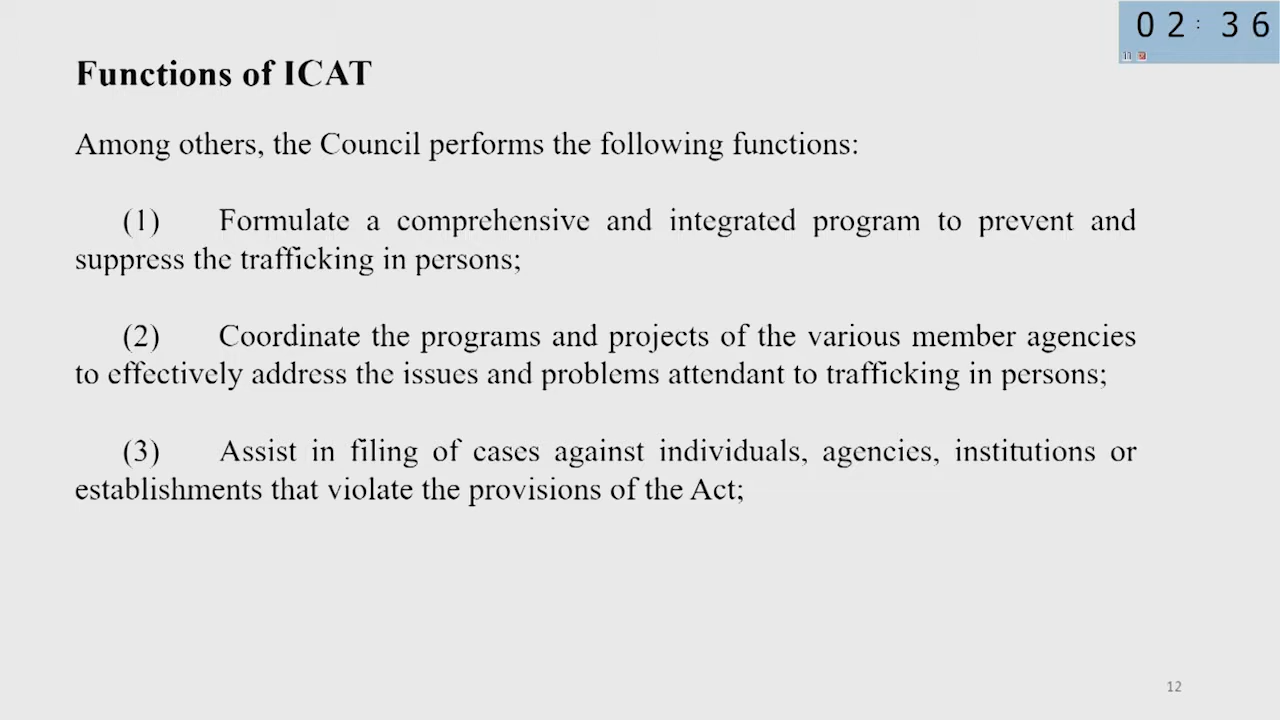 02:36
Functions of ICAT
Among others, the Council performs the following functions:
(1) Formulate a comprehensive and integrated program to prevent and
suppress the trafficking in persons;
(2) Coordinate the programs and projects of the various member agencies
to effectively address the issues and problems attendant to trafficking in persons;
(3) Assist in filing of cases against individuals, agencies, institutions or
establishments that violate the provisions of the Act;
12